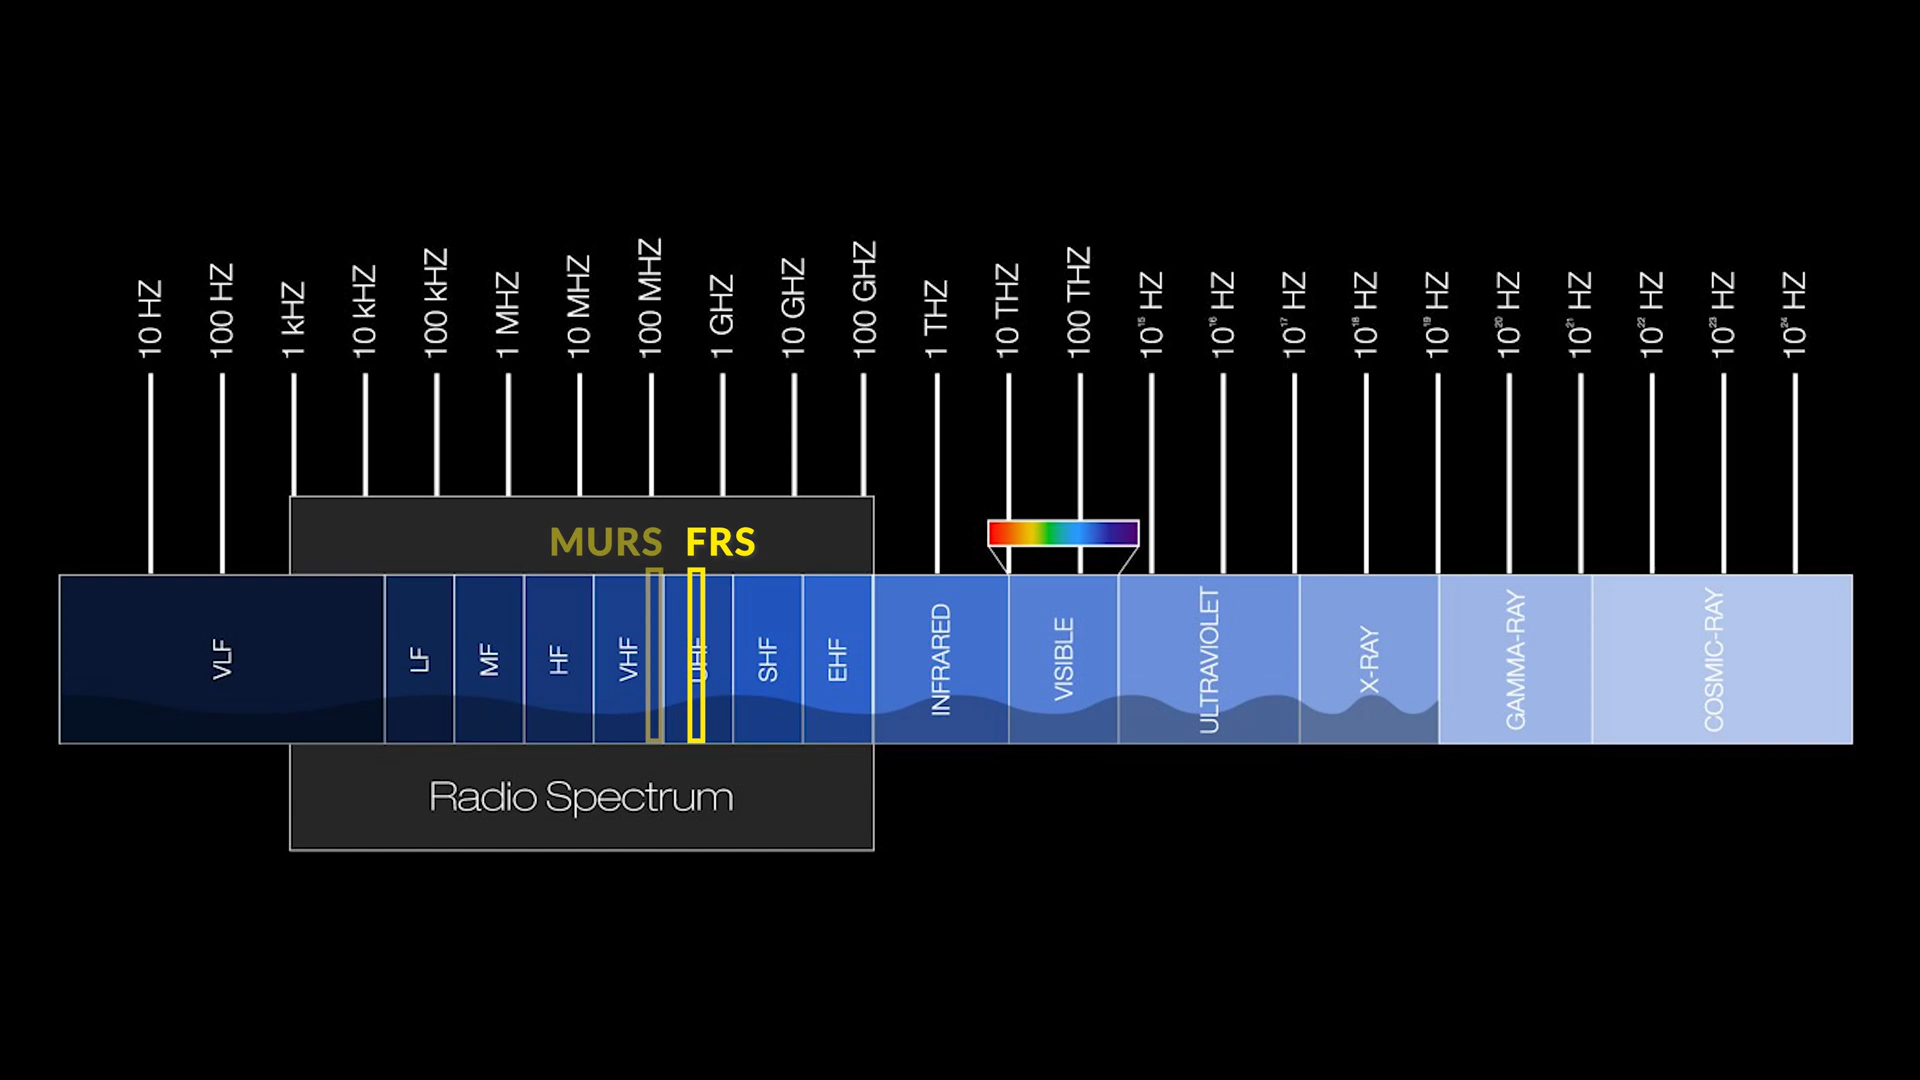 10 HZ
100 HZ
1 kHZ
10 kHZ
100 kHZ
1 MHZ
10 MHZ
100 MHZ
1 GHZ
10 GHZ
100 GHZ
1 THZ
10 THZ
100 THZ
10¹⁵ HZ
10¹⁶ HZ
10¹⁷ HZ
10¹⁸ HZ
10¹⁹ HZ
10²⁰ HZ
10²¹ HZ
10²² HZ
10²³ HZ
10²⁴ HZ
MURS
FRS
VLF
LF
MF
HF
VHF
UHF
SHF
EHF
INFRARED
VISIBLE
ULTRAVIOLET
X-RAY
GAMMA-RAY
COSMIC-RAY
Radio Spectrum